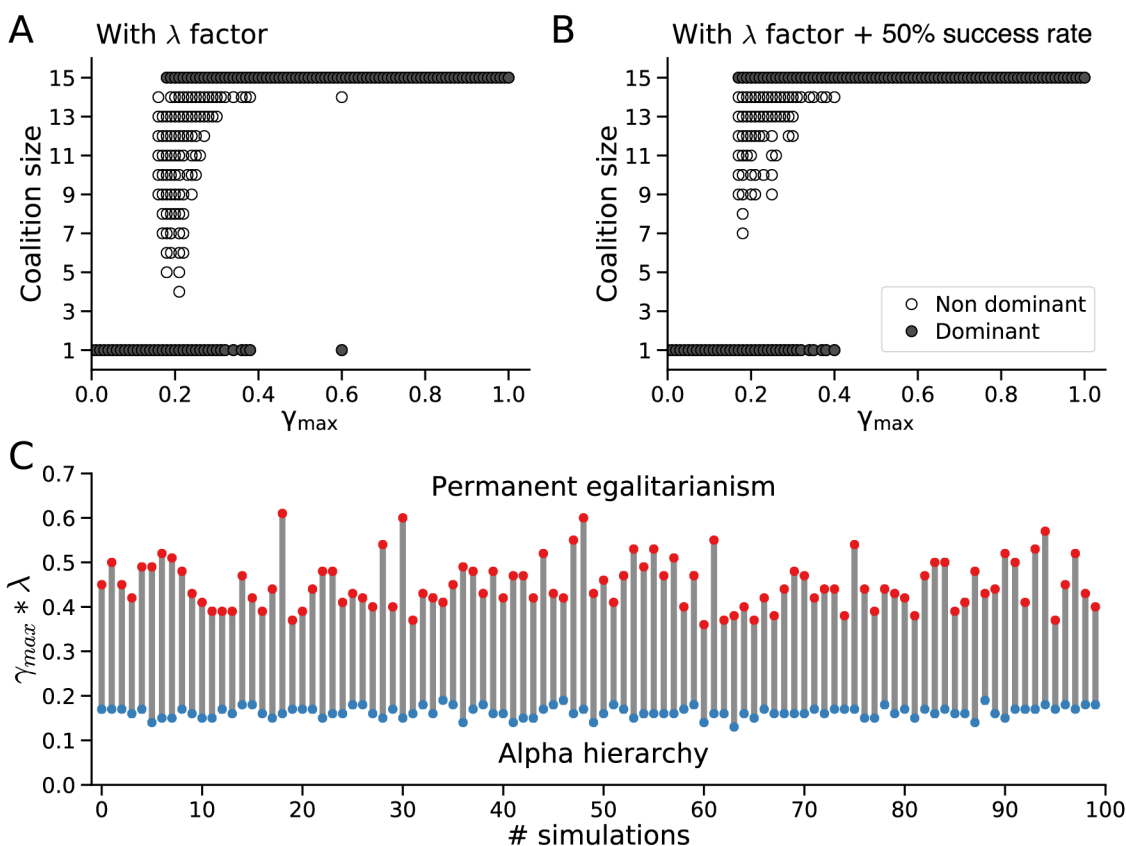 A With λ factor
Coalition size
15
13
11
9
7
5
3
1
0.0 0.2 0.4 0.6 0.8 1.0
γmax
B With λ factor + 50% success rate
Coalition size
15
13
11
9
7
5
3
1
Non dominant
Dominant
0.0 0.2 0.4 0.6 0.8 1.0
γmax
C
γmax * λ
0.7
0.6
0.5
0.4
0.3
0.2
0.1
0.0
Permanent egalitarianism
Alpha hierarchy
0 10 20 30 40 50 60 70 80 90 100
# simulations